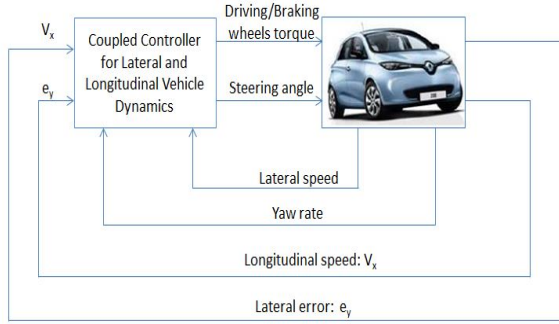 Driving/Braking
wheels torque
Vx
Coupled Controller
for Lateral and
Longitudinal Vehicle
Dynamics
ey
Steering angle
Lateral speed
Yaw rate
Longitudinal speed: Vx
Lateral error: ey